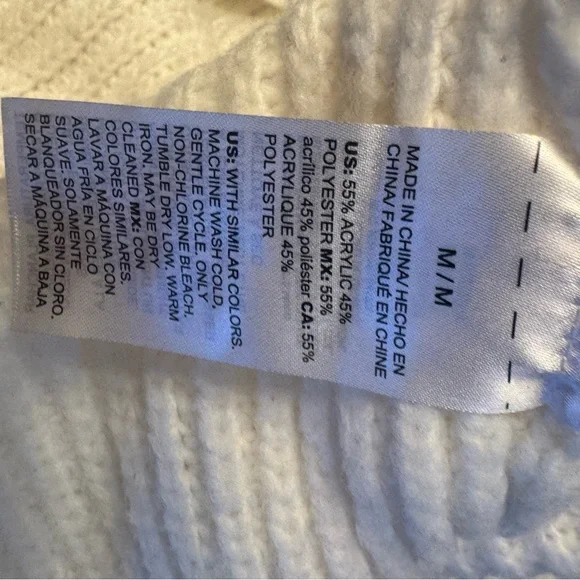 M / M
MADE IN CHINA/ HECHO EN
CHINA/ FABRIQUÉ EN CHINE
US: 55% ACRYLIC 45%
POLYESTER MX: 55%
acrílico 45% poliéster CA: 55%
ACRYLIQUE 45%
POLYESTER
US: WITH SIMILAR COLORS.
MACHINE WASH COLD,
GENTLE CYCLE. ONLY
NON-CHLORINE BLEACH.
TUMBLE DRY LOW. WARM
IRON. MAY BE DRY
CLEANED MX: CON
COLORES SIMILARES.
LAVAR A MÁQUINA CON
AGUA FRÍA EN CICLO
SUAVE. SOLAMENTE
BLANQUEADOR SIN CLORO.
SECAR A MÁQUINA A BAJA